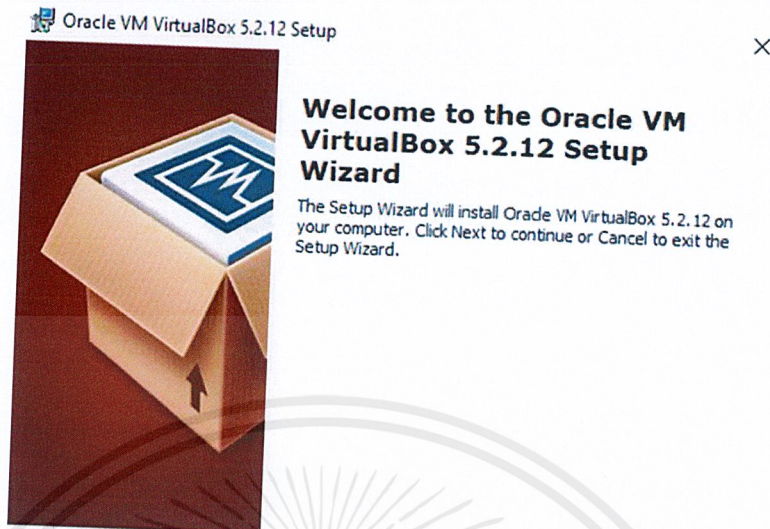 Oracle VM VirtualBox 5.2.12 Setup
Welcome to the Oracle VM
VirtualBox 5.2.12 Setup
Wizard
The Setup Wizard will install Oracle VM VirtualBox 5.2.12 on
your computer. Click Next to continue or Cancel to exit the
Setup Wizard.